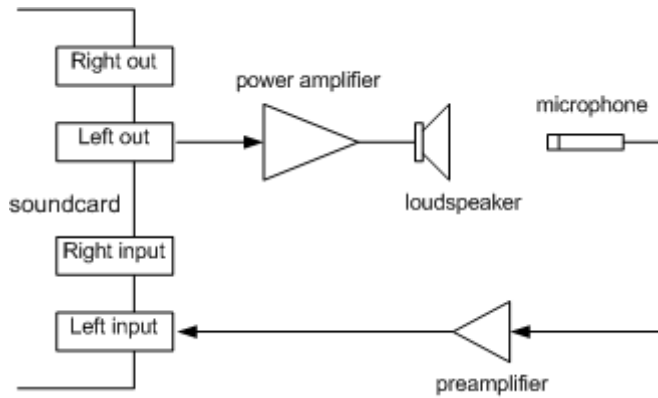 Right out
power amplifier
microphone
Left out
soundcard
loudspeaker
Right input
Left input
preamplifier